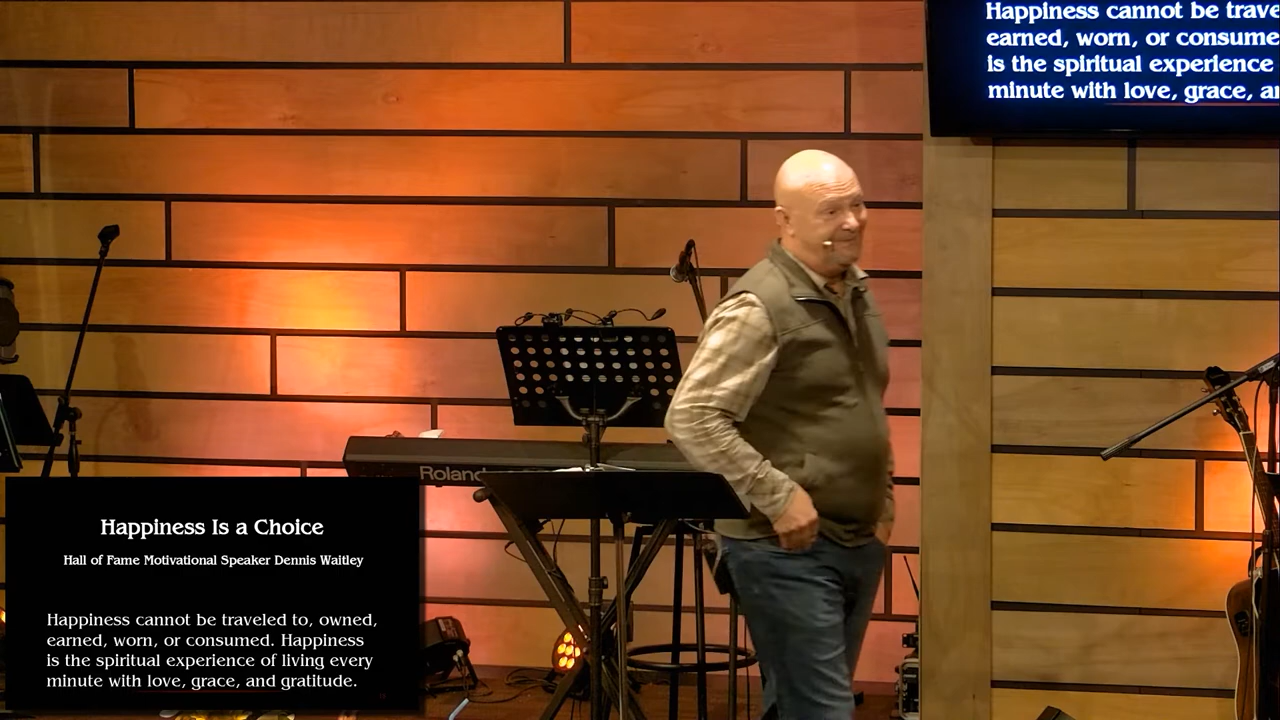 Happiness cannot be
earned, worn, or
is the spiritual experience
minute with love, grace,
Roland
Happiness Is a Choice
Hall of Fame Motivational Speaker Dennis Waitley
Happiness cannot be traveled to, owned,
earned, worn, or consumed. Happiness
is the spiritual experience of living every
minute with love, grace, and gratitude.